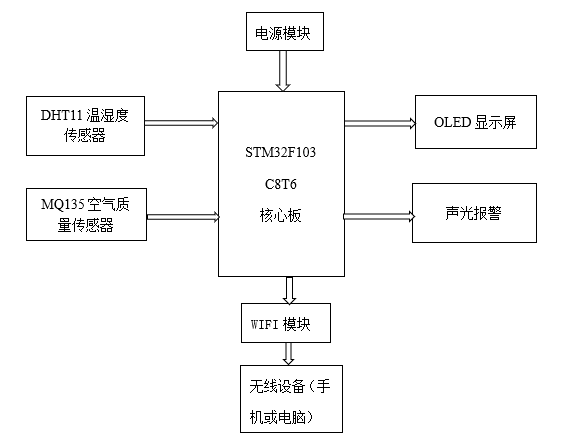 电源模块
DHT11 温湿度
传感器
STM32F103
C8T6
核心板
OLED 显示屏
MQ135 空气质
量传感器
声光报警
WIFI 模块
无线设备（手
机或电脑）